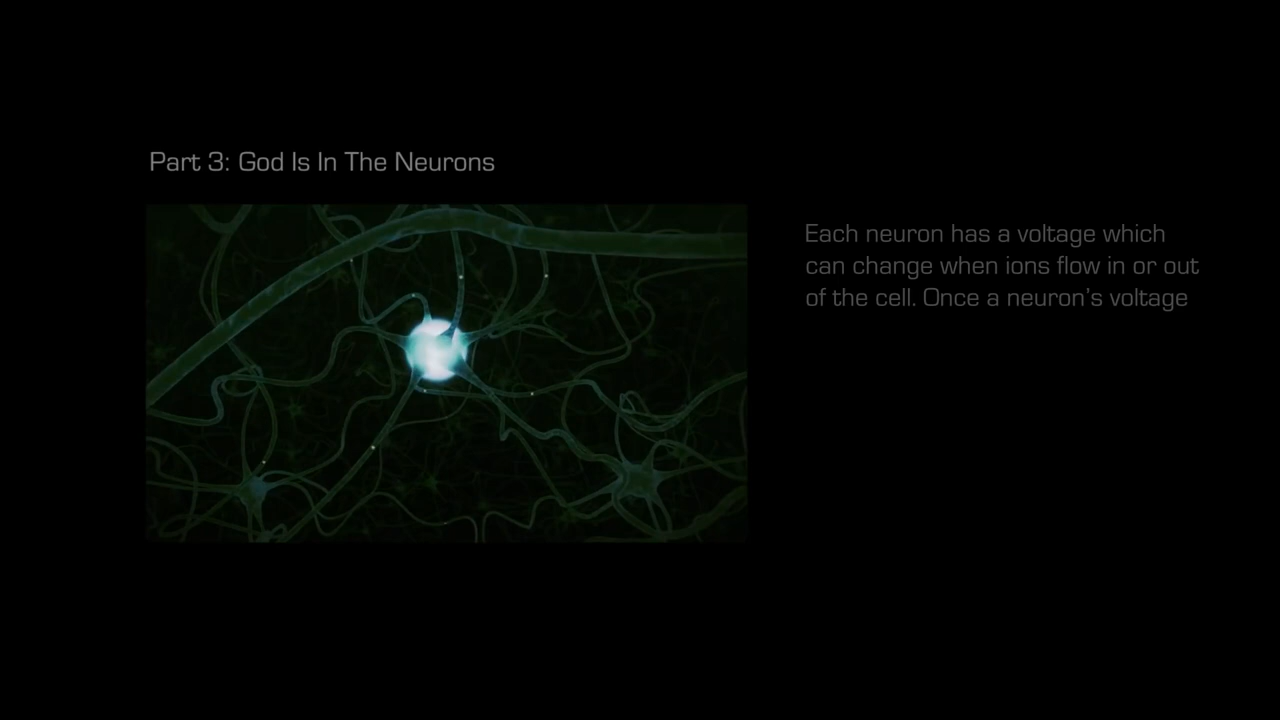 Part 3: God Is In The Neurons
Each neuron has a voltage which
can change when ions flow in or out
of the cell. Once a neuron’s voltage